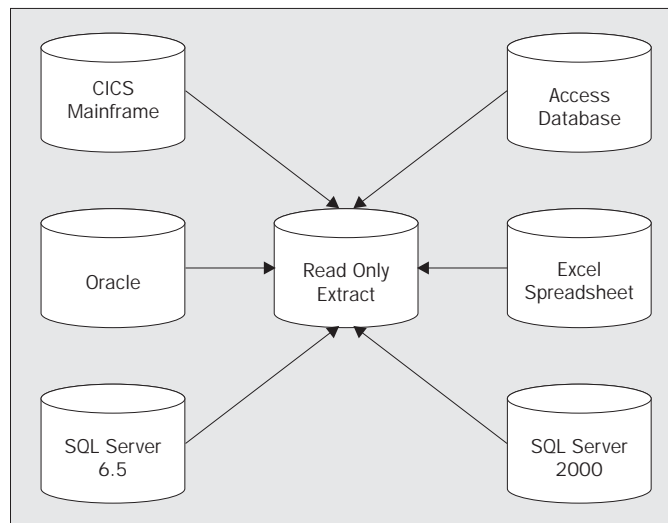 CICS
Mainframe
Access
Database
Oracle
Read Only
Extract
Excel
Spreadsheet
SQL Server
6.5
SQL Server
2000